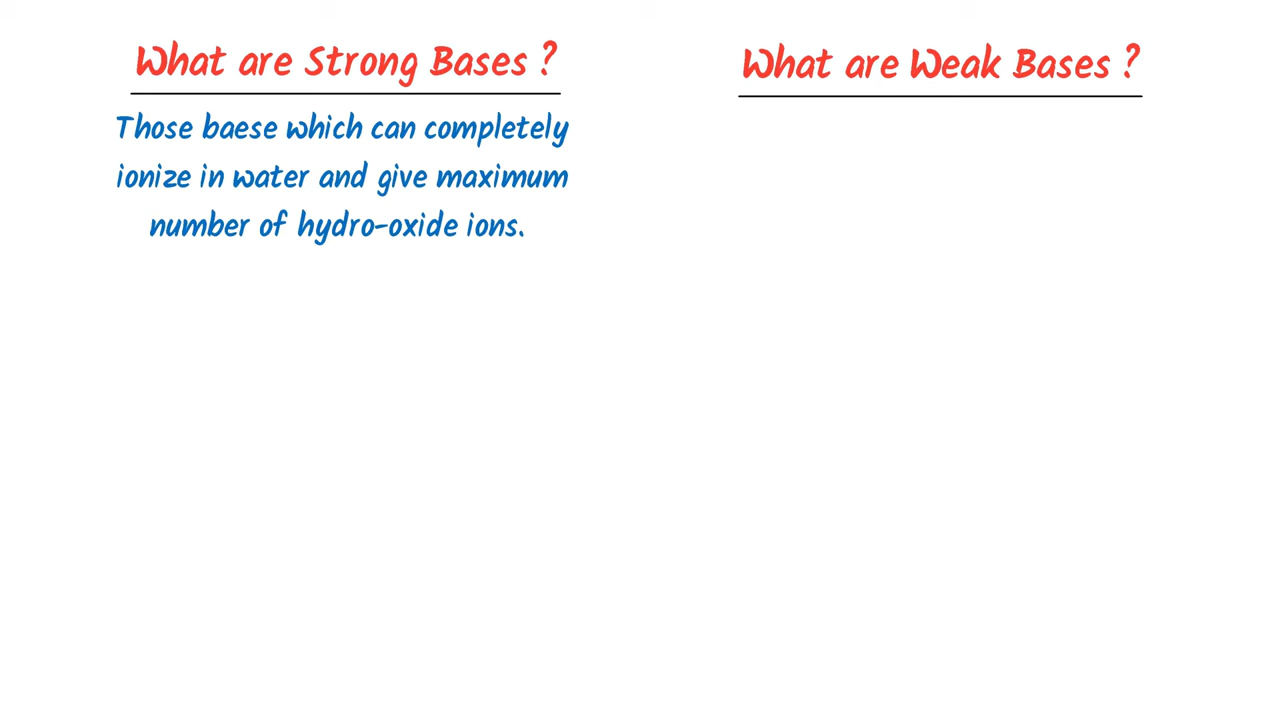 What are Strong Bases ?
Those baese which can completely
ionize in water and give maximum
number of hydro-oxide ions.
What are Weak Bases ?